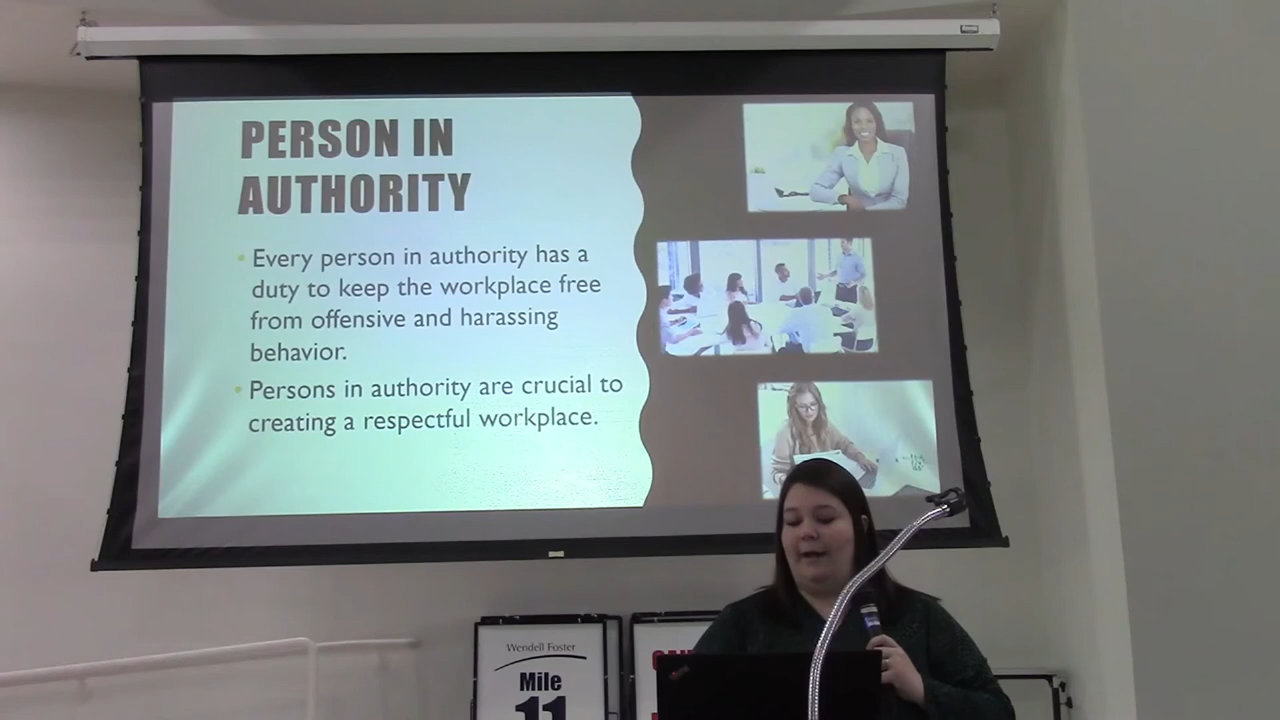 PERSON IN
AUTHORITY
• Every person in authority has a
duty to keep the workplace free
from offensive and harassing
behavior.
• Persons in authority are crucial to
creating a respectful workplace.
Wendell Foster
Mile
11